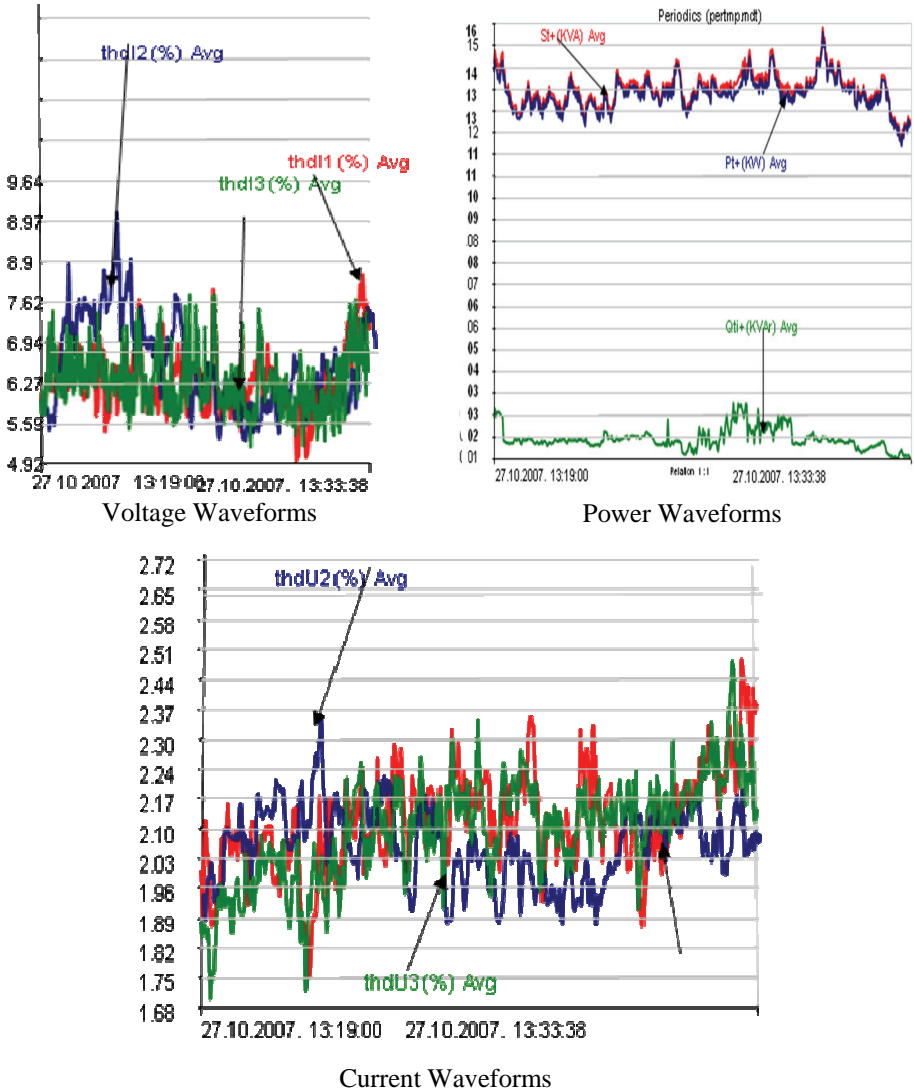 thdI2(%) Avg
thdI1(%) Avg
thdI3(%) Avg
9.64
8.97
8.9
7.62
6.94
6.27
5.59
4.92
27 10 2007 13:19:00 27.10.2007. 13:33:38
Voltage Waveforms
Periodics (pertmp.mdt)
St+(KVA) Avg
Pt+(KW) Avg
Qti+(KVAr) Avg
16
15
14
13
13
12
11
10
09
09
08
07
06
05
03
03
02
01
27.10.2007. 13:19:00
Relation 1:1
27.10.2007. 13:33:38
Power Waveforms
thdU2(%) Avg
2.72
2.65
2.58
2.51
2.44
2.37
2.30
2.24
2.17
2.10
2.03
1.96
1.89
1.82
1.75
1.68
thdU3(%) Avg
27.10.2007. 13:19:00 27.10.2007. 13:33:38
Current Waveforms